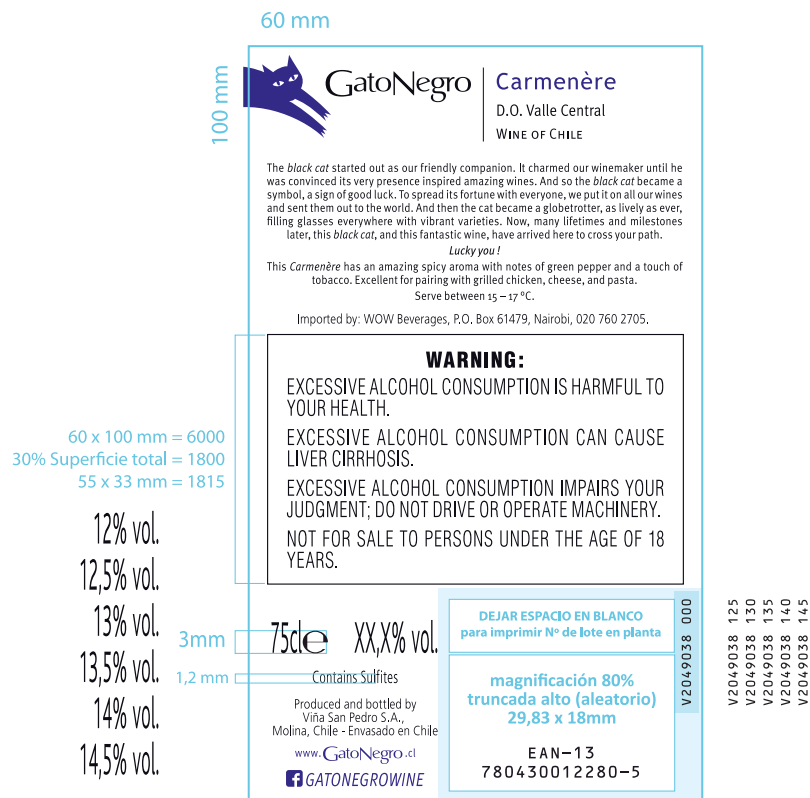 60 mm
100 mm
GatoNegro
Carmenère
D.O. Valle Central
WINE OF CHILE
The black cat started out as our friendly companion. It charmed our winemaker until he
was convinced its very presence inspired amazing wines. And so the black cat became a
symbol, a sign of good luck. To spread its fortune with everyone, we put it on all our wines
and sent them out to the world. And then the cat became a globetrotter, as lively as ever,
filling glasses everywhere with vibrant varieties. Now, many lifetimes and milestones
later, this black cat, and this fantastic wine, have arrived here to cross your path.
Lucky you !
This Carmenère has an amazing spicy aroma with notes of green pepper and a touch of
tobacco. Excellent for pairing with grilled chicken, cheese, and pasta.
Serve between 15 – 17 °C.
Imported by: WOW Beverages, P.O. Box 61479, Nairobi, 020 760 2705.
WARNING:
EXCESSIVE ALCOHOL CONSUMPTION IS HARMFUL TO
YOUR HEALTH.
EXCESSIVE ALCOHOL CONSUMPTION CAN CAUSE
LIVER CIRRHOSIS.
EXCESSIVE ALCOHOL CONSUMPTION IMPAIRS YOUR
JUDGMENT; DO NOT DRIVE OR OPERATE MACHINERY.
NOT FOR SALE TO PERSONS UNDER THE AGE OF 18
YEARS.
60 x 100 mm = 6000
30% Superficie total = 1800
55 x 33 mm = 1815
12% vol.
12,5% vol.
13% vol.
13,5% vol.
14% vol.
14,5% vol.
3mm
1,2 mm
75cl e XX,X% vol.
Contains Sulfites
Produced and bottled by
Viña San Pedro S.A.,
Molina, Chile - Envasado en Chile
www.GatoNegro.cl
f GATONEGROWINE
DEJAR ESPACIO EN BLANCO
para imprimir Nº de lote en planta
magnificación 80%
truncada alto (aleatorio)
29,83 x 18mm
EAN-13
780430012280-5
V2049038 000
V2049038 125
V2049038 130
V2049038 135
V2049038 140
V2049038 145